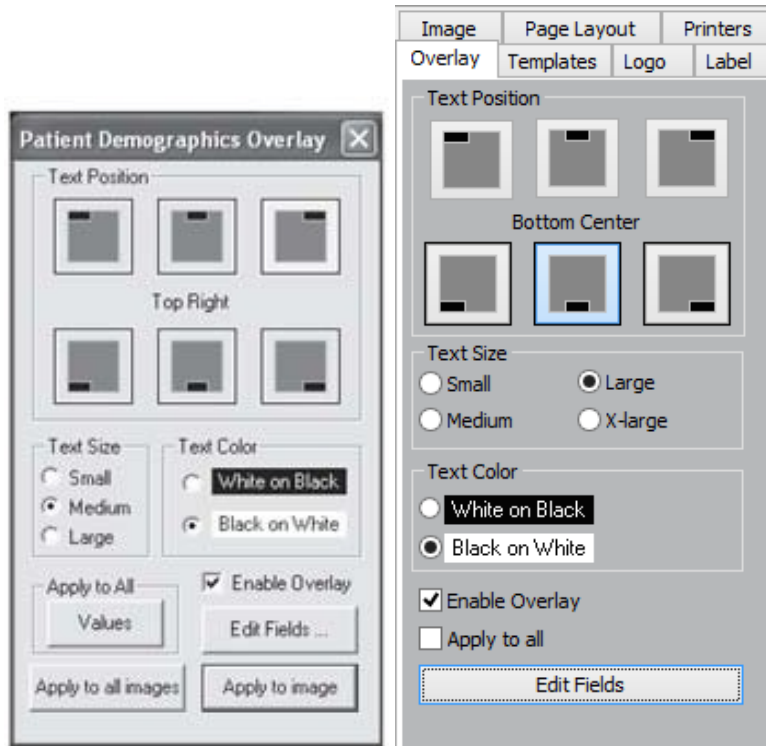 Patient Demographics Overlay
Text Position
Top Right
Text Size
Small
Medium
Large
Text Color
White on Black
Black on White
Apply to All
Values
Enable Overlay
Edit Fields ...
Apply to all images
Apply to image
Image Page Layout Printers
Overlay Templates Logo Label
Text Position
Bottom Center
Text Size
Small Large
Medium X-large
Text Color
White on Black
Black on White
Enable Overlay
Apply to all
Edit Fields